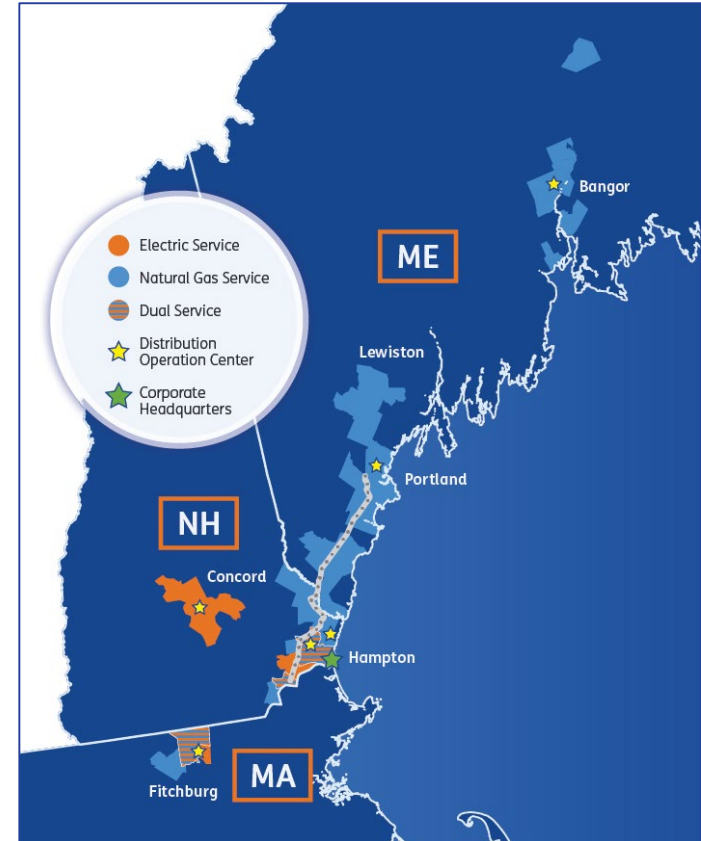 Bangor
ME
Electric Service
Natural Gas Service
Dual Service
Distribution
Operation Center
Corporate
Headquarters
Lewiston
Portland
NH
Concord
Hampton
MA
Fitchburg